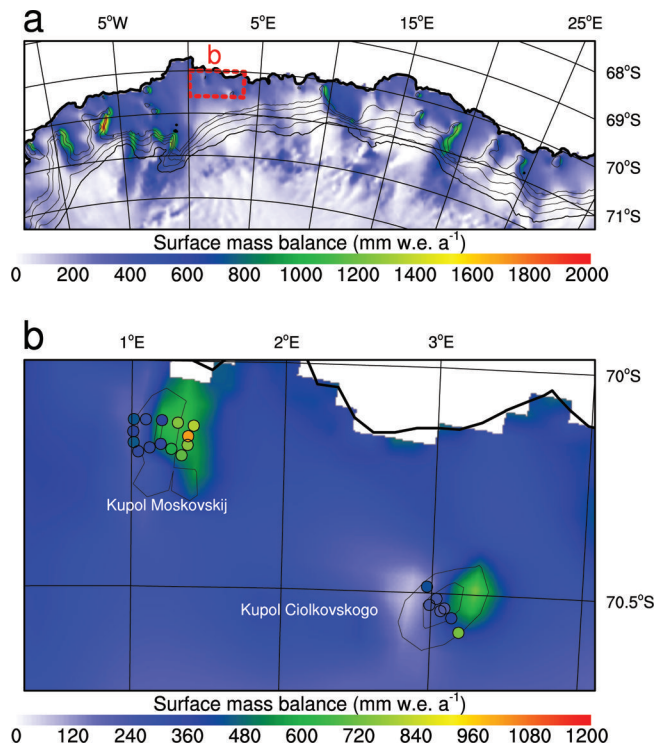 a
5°W 5°E 15°E 25°E
b
68°S
69°S
70°S
71°S
Surface mass balance (mm w.e. a⁻¹)
0 200 400 600 800 1000 1200 1400 1600 1800 2000
b
1°E 2°E 3°E
70°S
Kupol Moskovskij
Kupol Ciolkovskogo
70.5°S
Surface mass balance (mm w.e. a⁻¹)
0 120 240 360 480 600 720 840 960 1080 1200